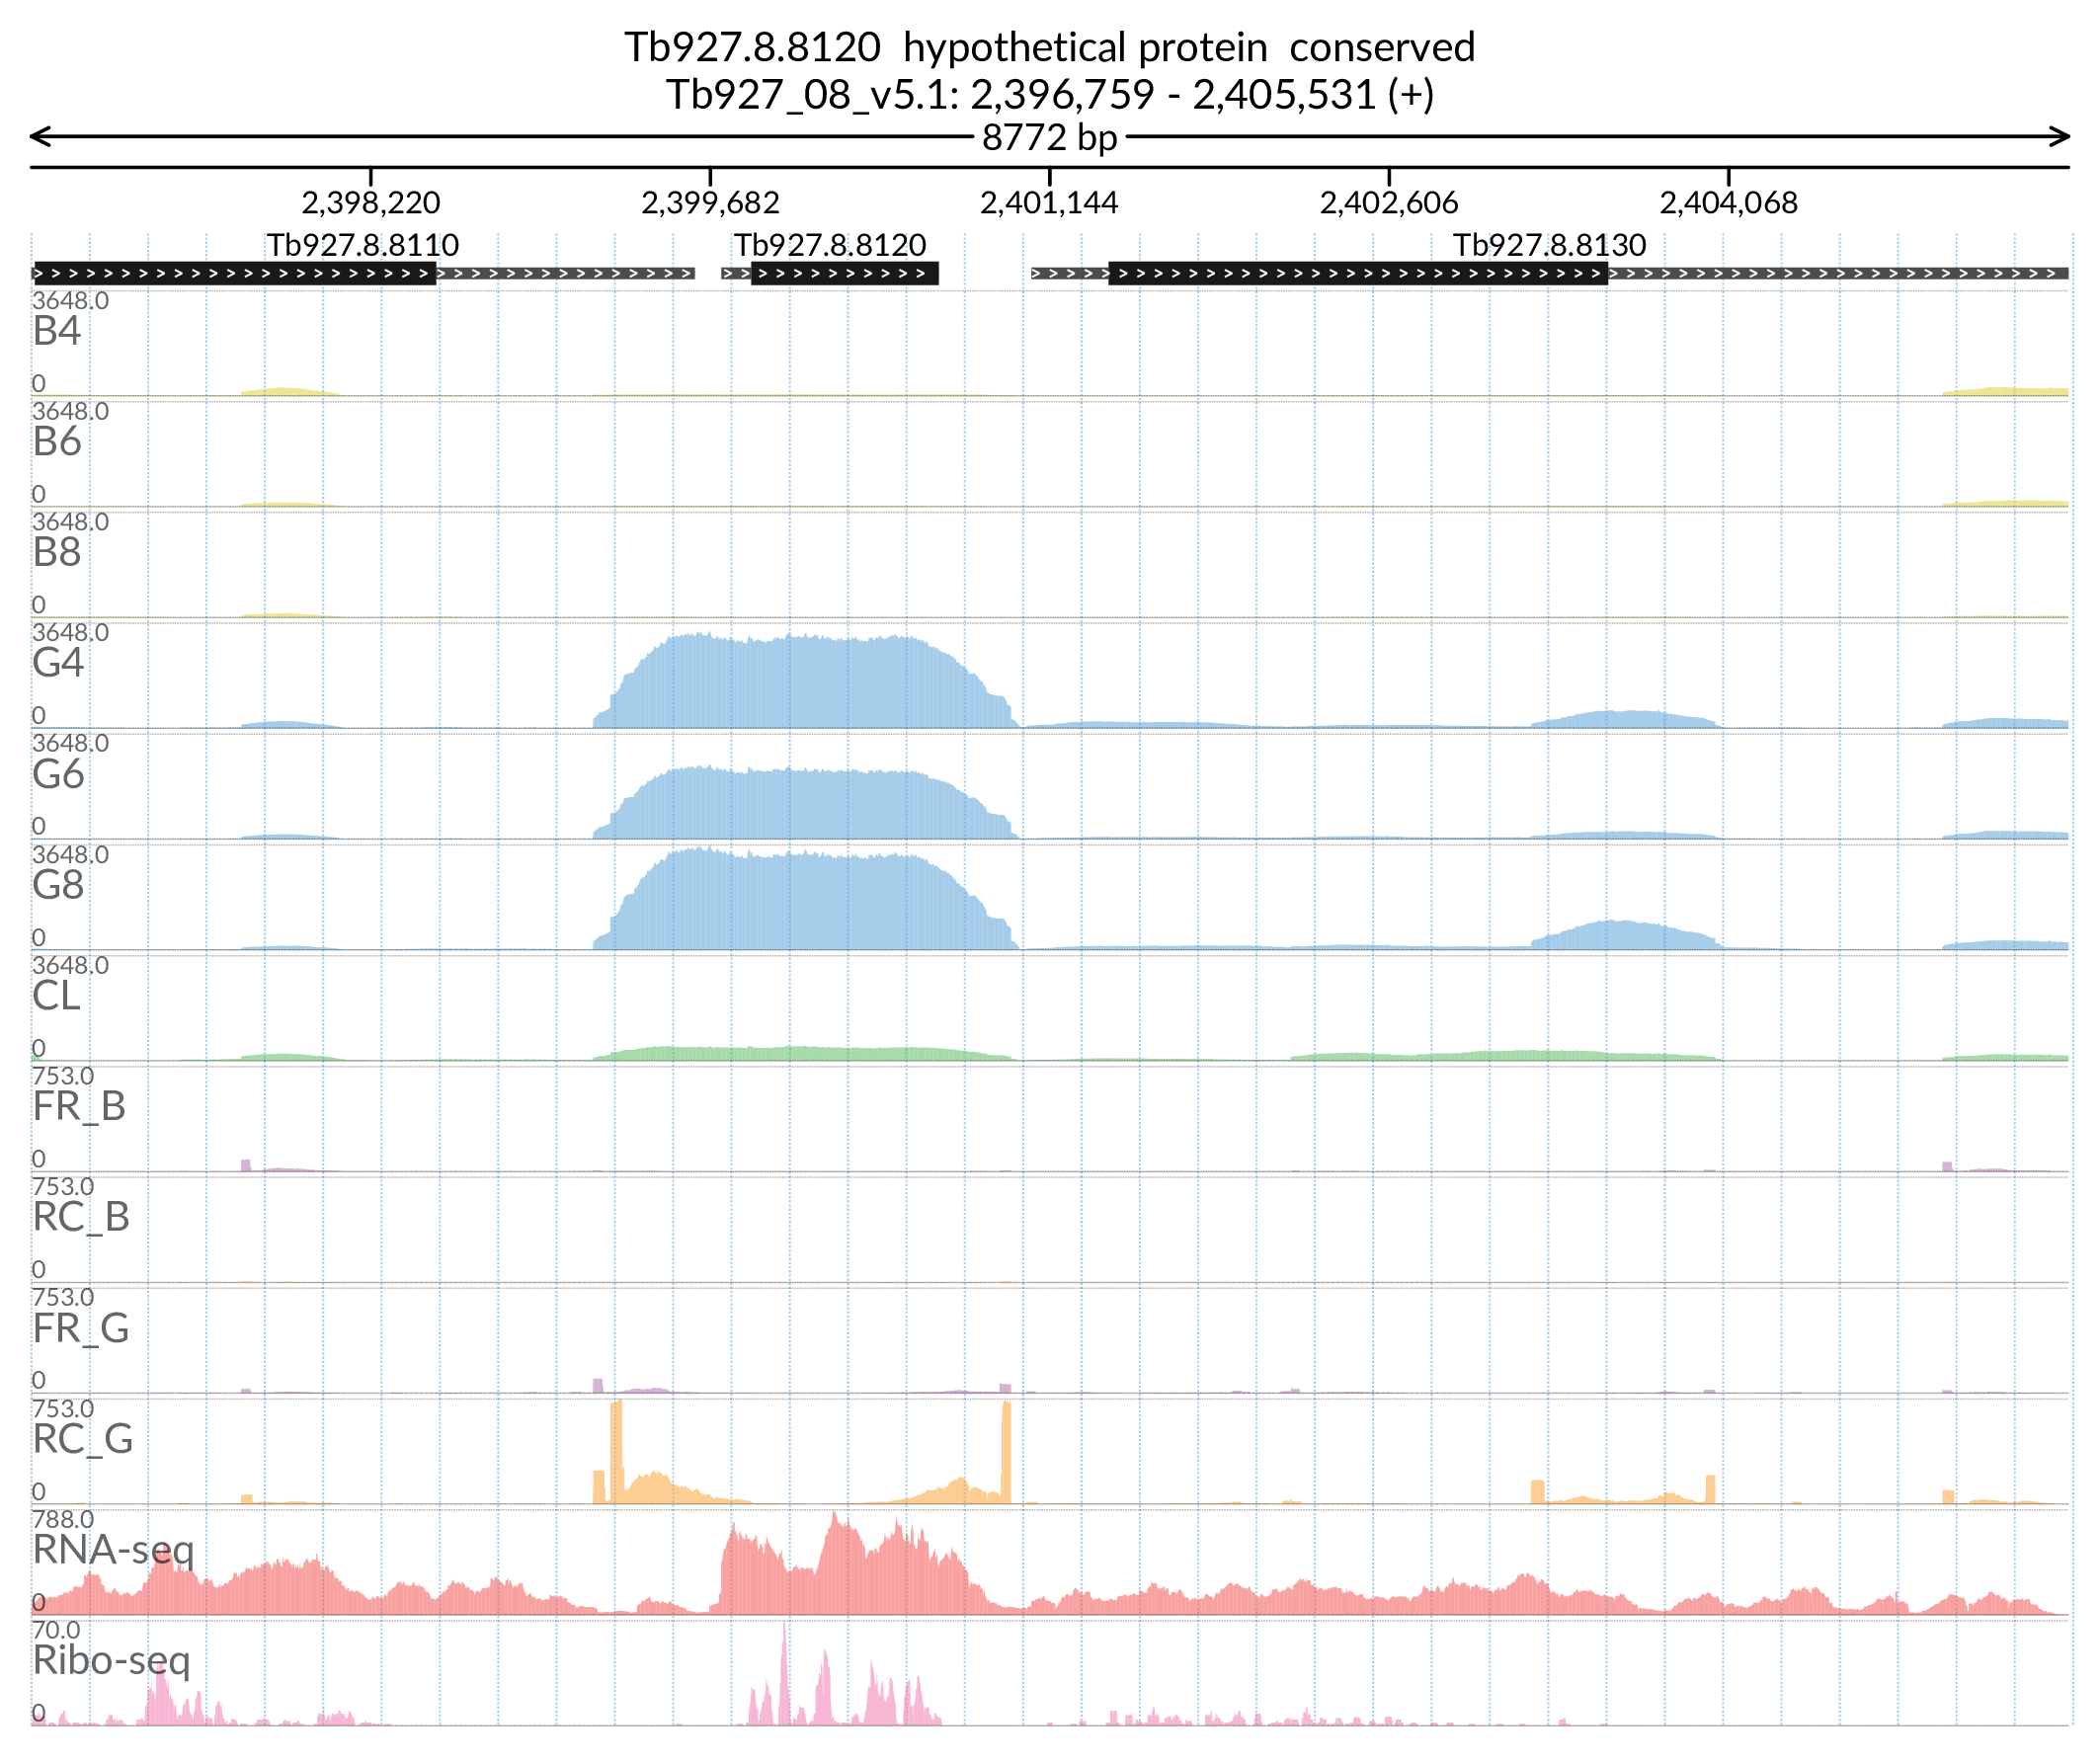 Tb927.8.8120 hypothetical protein conserved
Tb927_08_v5.1: 2,396,759 - 2,405,531 (+)
8772 bp
2,398,220 2,399,682 2,401,144 2,402,606 2,404,068
Tb927.8.8110 Tb927.8.8120 Tb927.8.8130
3648.0
B4
0
3648.0
B6
0
3648.0
B8
0
3648.0
G4
0
3648.0
G6
0
3648.0
G8
0
3648.0
CL
0
753.0
FR_B
0
753.0
RC_B
0
753.0
FR_G
0
753.0
RC_G
0
788.0
RNA-seq
0
70.0
Ribo-seq
0